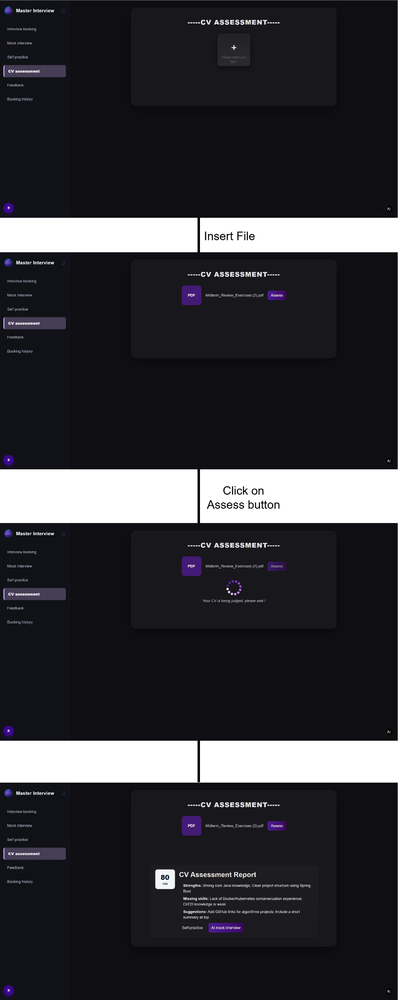 Master Interview
Interview booking
Mock interview
Self-practice
CV assessment
Feedback
Booking history
R
-----CV ASSESSMENT-----
+
Please insert your
files !
N
Insert File
Master Interview
Interview booking
Mock interview
Self-practice
CV assessment
Feedback
Booking history
R
-----CV ASSESSMENT-----
PDF
Midterm_Review_Exercises (2).pdf
Assess
N
Click on
Assess button
Master Interview
Interview booking
Mock interview
Self-practice
CV assessment
Feedback
Booking history
R
-----CV ASSESSMENT-----
PDF
Midterm_Review_Exercises (2).pdf
Assess
Your CV is being judged, please wait !
N
Master Interview
Interview booking
Mock interview
Self-practice
CV assessment
Feedback
Booking history
R
-----CV ASSESSMENT-----
PDF
Midterm_Review_Exercises (2).pdf
Assess
80
/100
CV Assessment Report
Strengths: Strong core Java knowledge; Clear project structure using Spring
Boot
Missing skills: Lack of Docker/Kubernetes containerization experience;
CI/CD knowledge is weak
Suggestions: Add GitHub links for algorithms projects; Include a short
summary at top
Self-practice
AI mock interview
N